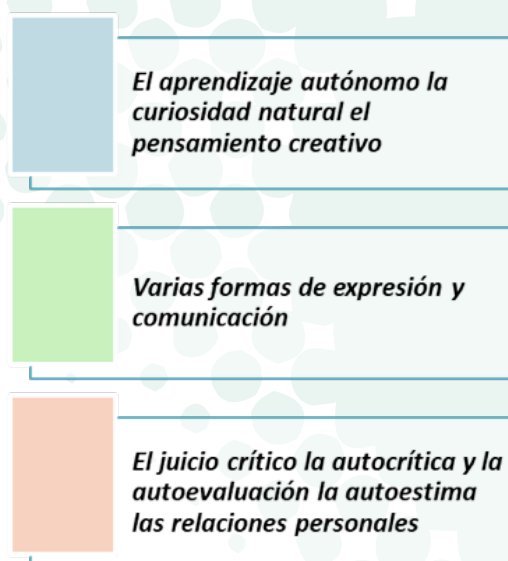 El aprendizaje autónomo la
curiosidad natural el
pensamiento creativo
Varias formas de expresión y
comunicación
El juicio crítico la autocrítica y la
autoevaluación la autoestima
las relaciones personales